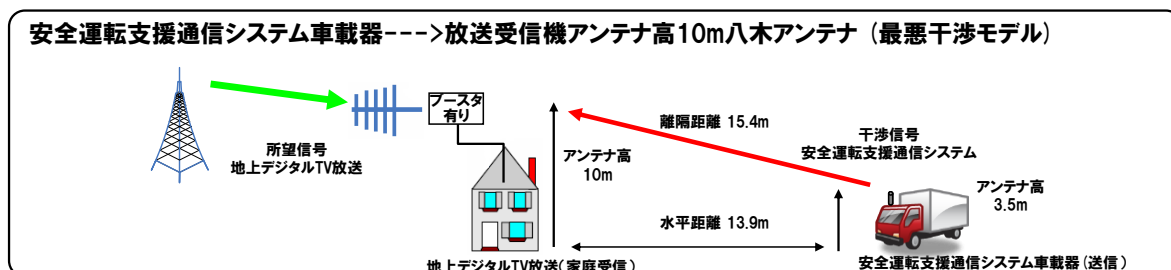 安全運転支援通信システム車載器--->放送受信機アンテナ高10m八木アンテナ (最悪干渉モデル)
ブースタ
有り
所望信号
地上デジタルTV放送
アンテナ高
10m
離隔距離 15.4m
干渉信号
安全運転支援通信システム
アンテナ高
3.5m
水平距離 13.9m
地上デジタルTV放送(家庭受信)
安全運転支援通信システム車載器(送信)